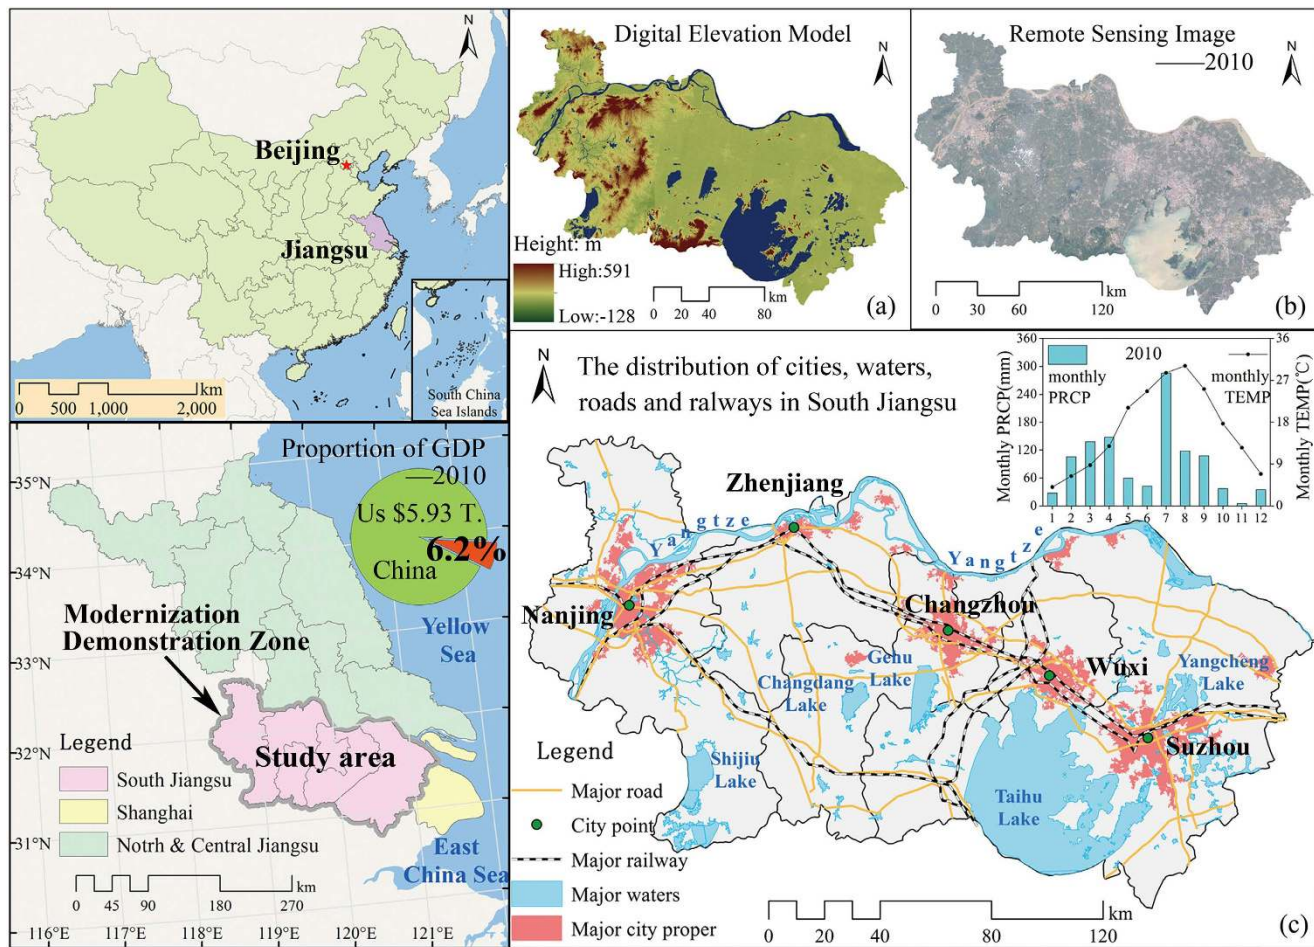 N
Beijing
Jiangsu
km
0 500 1,000 2,000
South China
Sea Islands
Digital Elevation Model
N
Height: m
High:591
Low:-128
km
0 20 40 80
(a)
Remote Sensing Image
——2010
N
km
0 30 60 120
(b)
Proportion of GDP
—2010
Us $5.93 T.
6.2%
China
35°N
34°N
33°N
32°N
31°N
Modernization
Demonstration Zone
Yellow
Sea
Study area
East
China Sea
Legend
South Jiangsu
Shanghai
Notrh & Central Jiangsu
km
0 45 90 180 270
116°E 117°E 118°E 119°E 120°E 121°E
N
The distribution of cities, waters,
roads and ralways in South Jiangsu
Monthly PRCP(mm)
360
300
240
180
120
60
0
2010
monthly
PRCP
monthly
TEMP
36
27
18
9
0
Monthly TEMP(℃)
1 2 3 4 5 6 7 8 9 10 11 12
Zhenjiang
Yangtze
Yangtze
Nanjing
Changzhou
Wuxi
Suzhou
Gehu
Lake
Changdang
Lake
Yangcheng
Lake
Shijiu
Lake
Taihu
Lake
Legend
Major road
City point
Major railway
Major waters
Major city proper
km
0 20 40 80 120
(c)